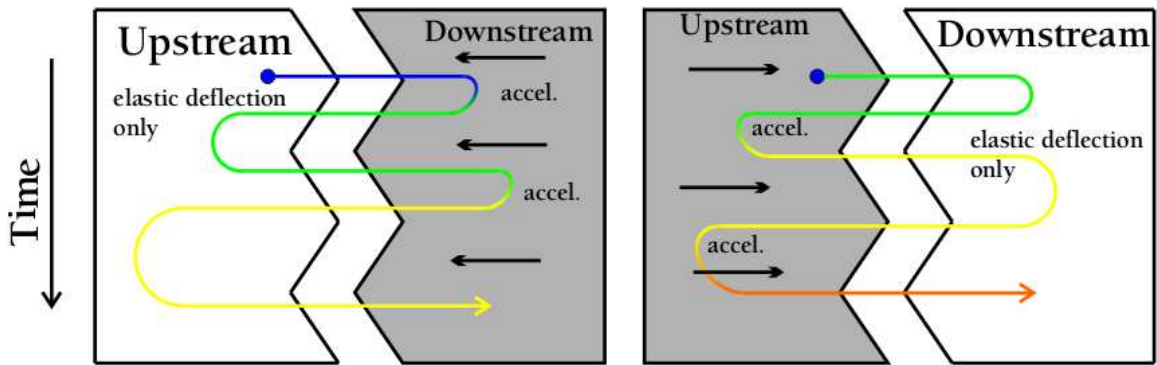 Upstream
Downstream
elastic deflection
only
accel.
accel.
Time
Upstream
Downstream
accel.
elastic deflection
only
accel.